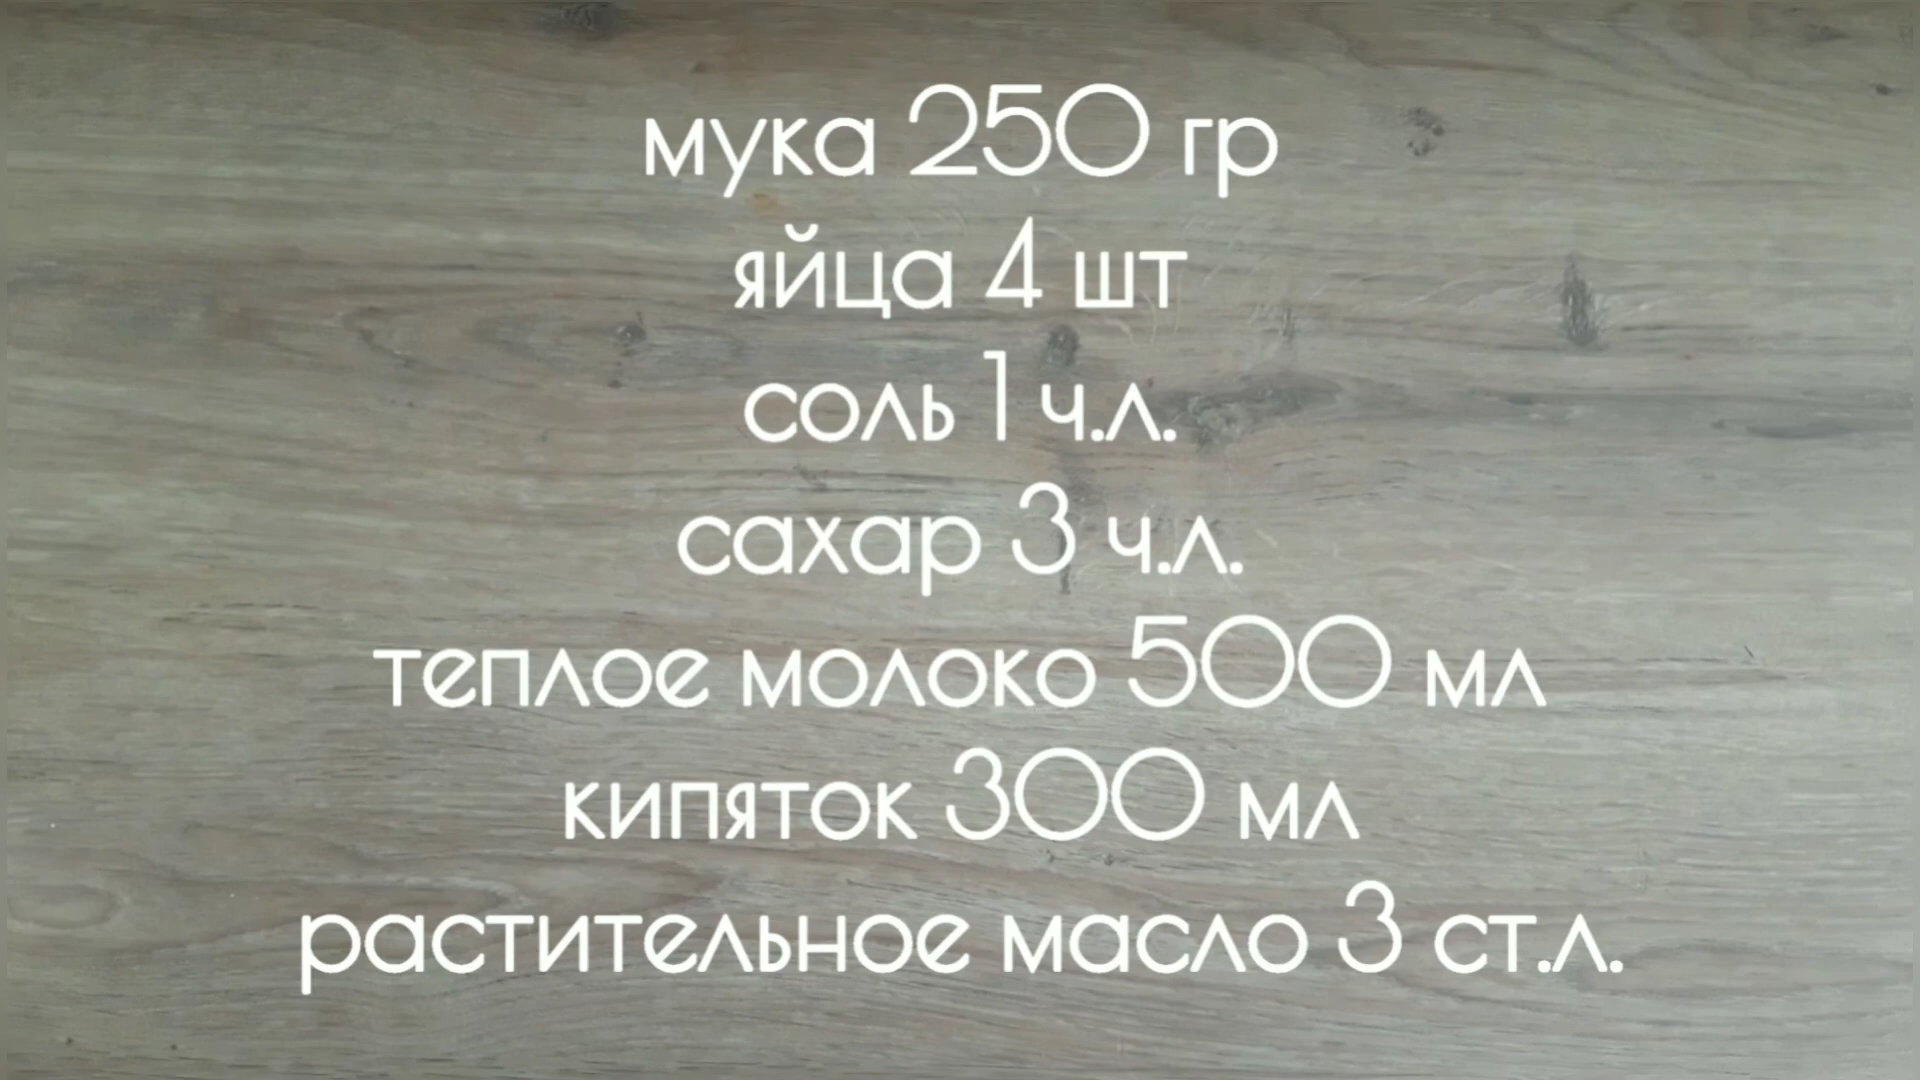 мука 250 гр
яйца 4 шт
соль 1 ч.л.
сахар 3 ч.л.
теплое молоко 500 мл
кипяток 300 мл
растительное масло 3 ст.л.